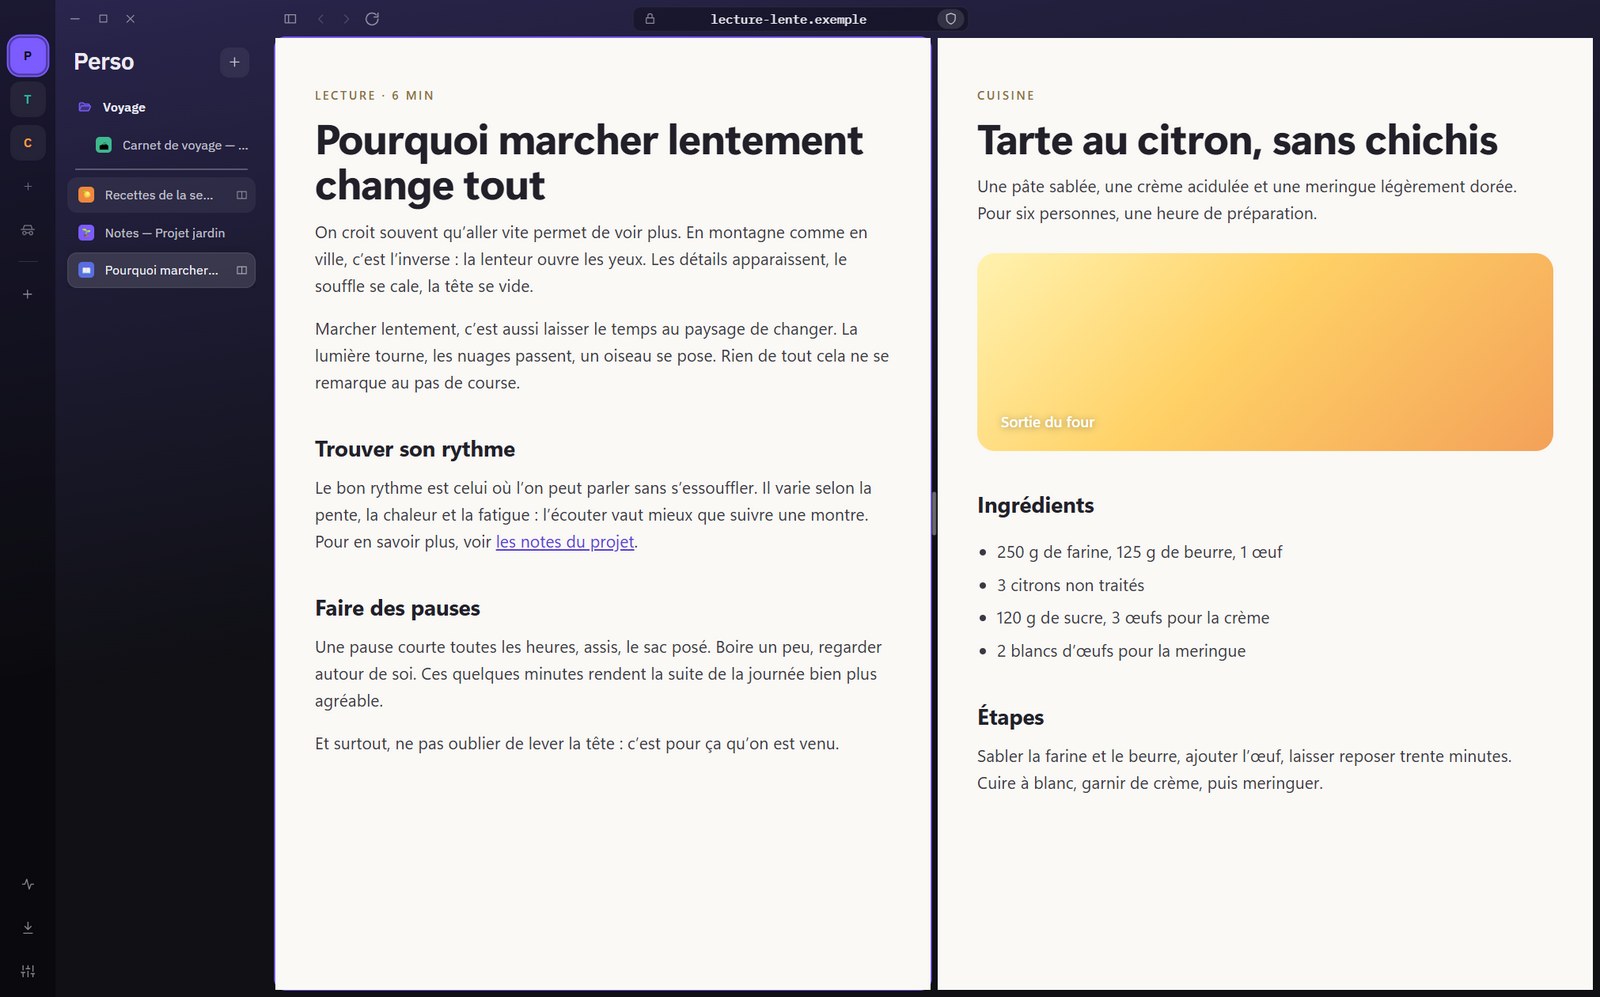 lecture-lente.exemple
P
T
C
Perso
Voyage
Carnet de voyage — ...
Recettes de la se...
Notes — Projet jardin
Pourquoi marcher...
LECTURE · 6 MIN
Pourquoi marcher lentement
change tout
On croit souvent qu’aller vite permet de voir plus. En montagne comme en
ville, c’est l’inverse : la lenteur ouvre les yeux. Les détails apparaissent, le
souffle se cale, la tête se vide.
Marcher lentement, c’est aussi laisser le temps au paysage de changer. La
lumière tourne, les nuages passent, un oiseau se pose. Rien de tout cela ne se
remarque au pas de course.
Trouver son rythme
Le bon rythme est celui où l’on peut parler sans s’essouffler. Il varie selon la
pente, la chaleur et la fatigue : l’écouter vaut mieux que suivre une montre.
Pour en savoir plus, voir les notes du projet.
Faire des pauses
Une pause courte toutes les heures, assis, le sac posé. Boire un peu, regarder
autour de soi. Ces quelques minutes rendent la suite de la journée bien plus
agréable.
Et surtout, ne pas oublier de lever la tête : c’est pour ça qu’on est venu.
CUISINE
Tarte au citron, sans chichis
Une pâte sablée, une crème acidulée et une meringue légèrement dorée.
Pour six personnes, une heure de préparation.
Sortie du four
Ingrédients
• 250 g de farine, 125 g de beurre, 1 œuf
• 3 citrons non traités
• 120 g de sucre, 3 œufs pour la crème
• 2 blancs d’œufs pour la meringue
Étapes
Sabler la farine et le beurre, ajouter l’œuf, laisser reposer trente minutes.
Cuire à blanc, garnir de crème, puis meringuer.